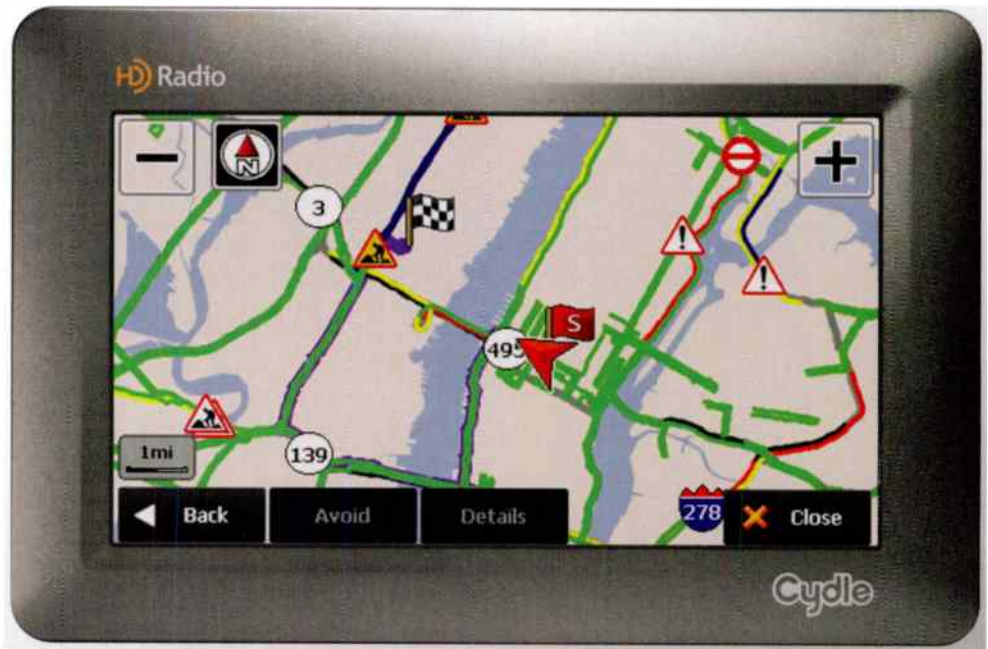 HD Radio
N
3
S
495
1mi
139
Back
Avoid
Details
278
Close
Cydle